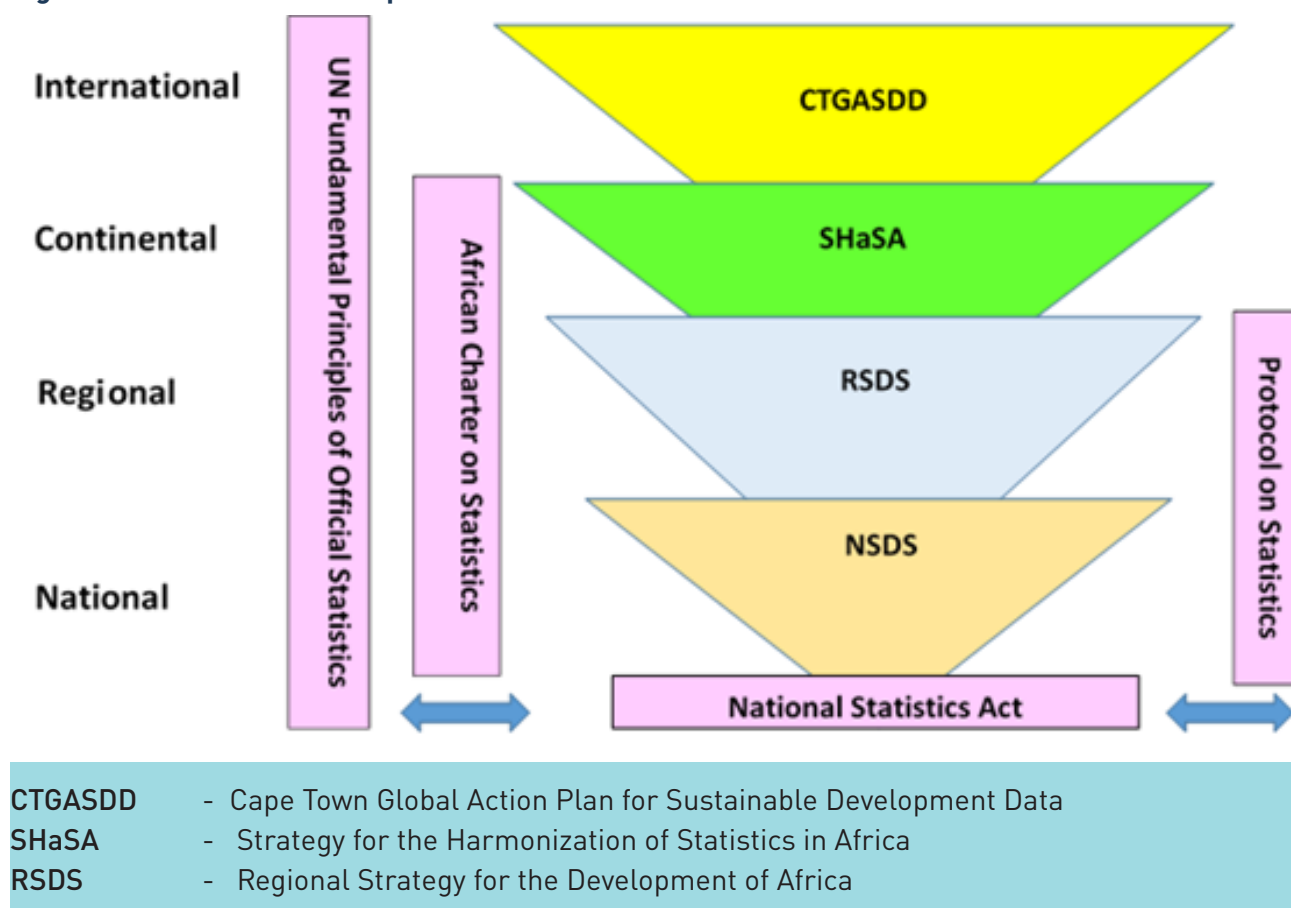 International
Continental
Regional
National
UN Fundamental Principles of Official Statistics
African Charter on Statistics
CTGASDD
SHaSA
RSDS
NSDS
Protocol on Statistics
National Statistics Act
CTGASDD - Cape Town Global Action Plan for Sustainable Development Data
SHaSA - Strategy for the Harmonization of Statistics in Africa
RSDS - Regional Strategy for the Development of Africa